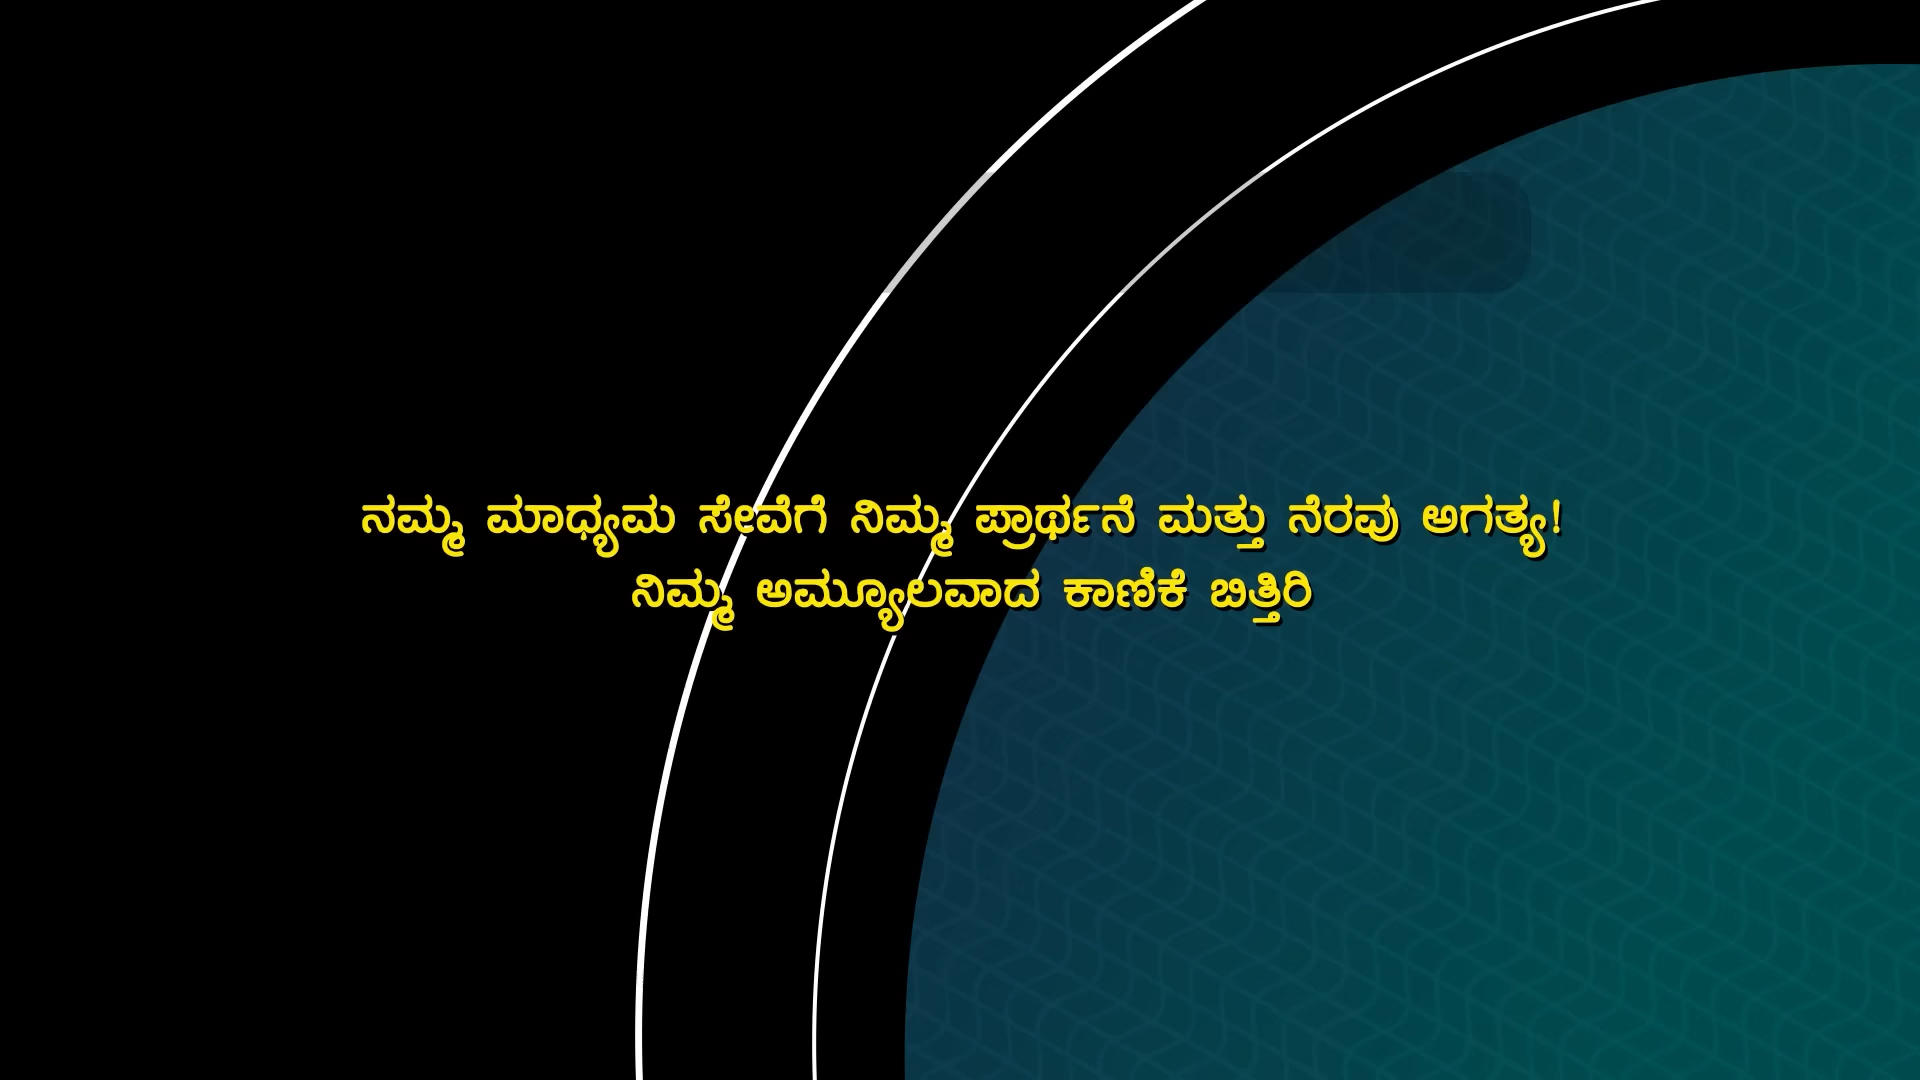 ನಮ್ಮ ಮಾಧ್ಯಮ ಸೇವೆಗೆ ನಿಮ್ಮ ಪ್ರಾರ್ಥನೆ ಮತ್ತು ನೆರವು ಅಗತ್ಯ!
ನಿಮ್ಮ ಅಮ್ಯೂಲವಾದ ಕಾಣಿಕೆ ಬಿತ್ತಿರಿ